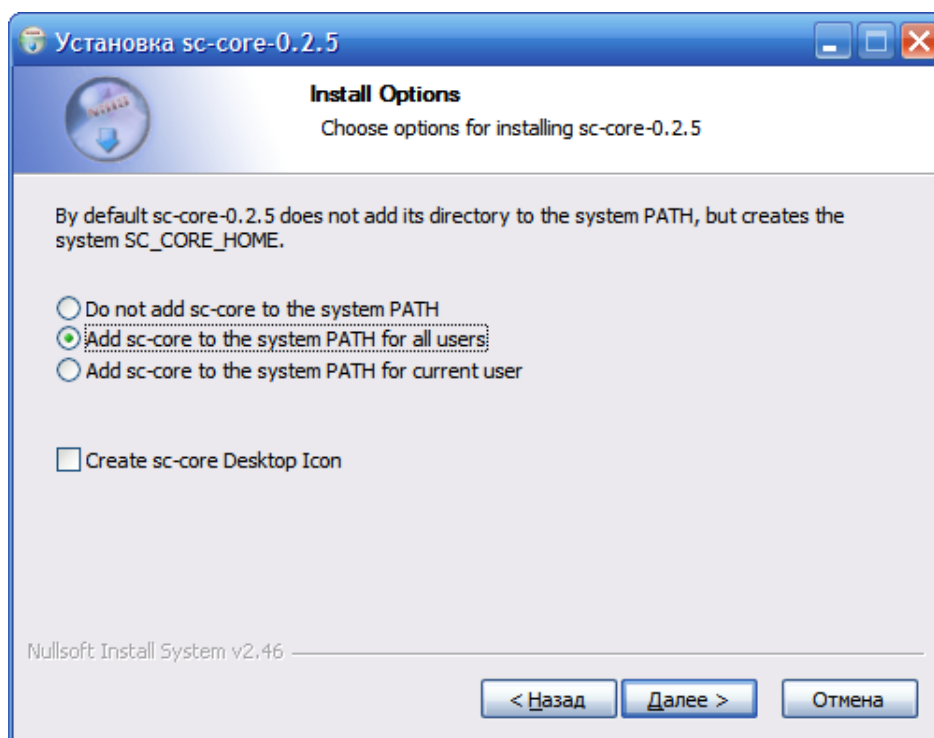 Установка sc-core-0.2.5
Install Options
Choose options for installing sc-core-0.2.5
By default sc-core-0.2.5 does not add its directory to the system PATH, but creates the
system SC_CORE_HOME.
Do not add sc-core to the system PATH
Add sc-core to the system PATH for all users
Add sc-core to the system PATH for current user
Create sc-core Desktop Icon
Nullsoft Install System v2.46
< Назад Далее > Отмена